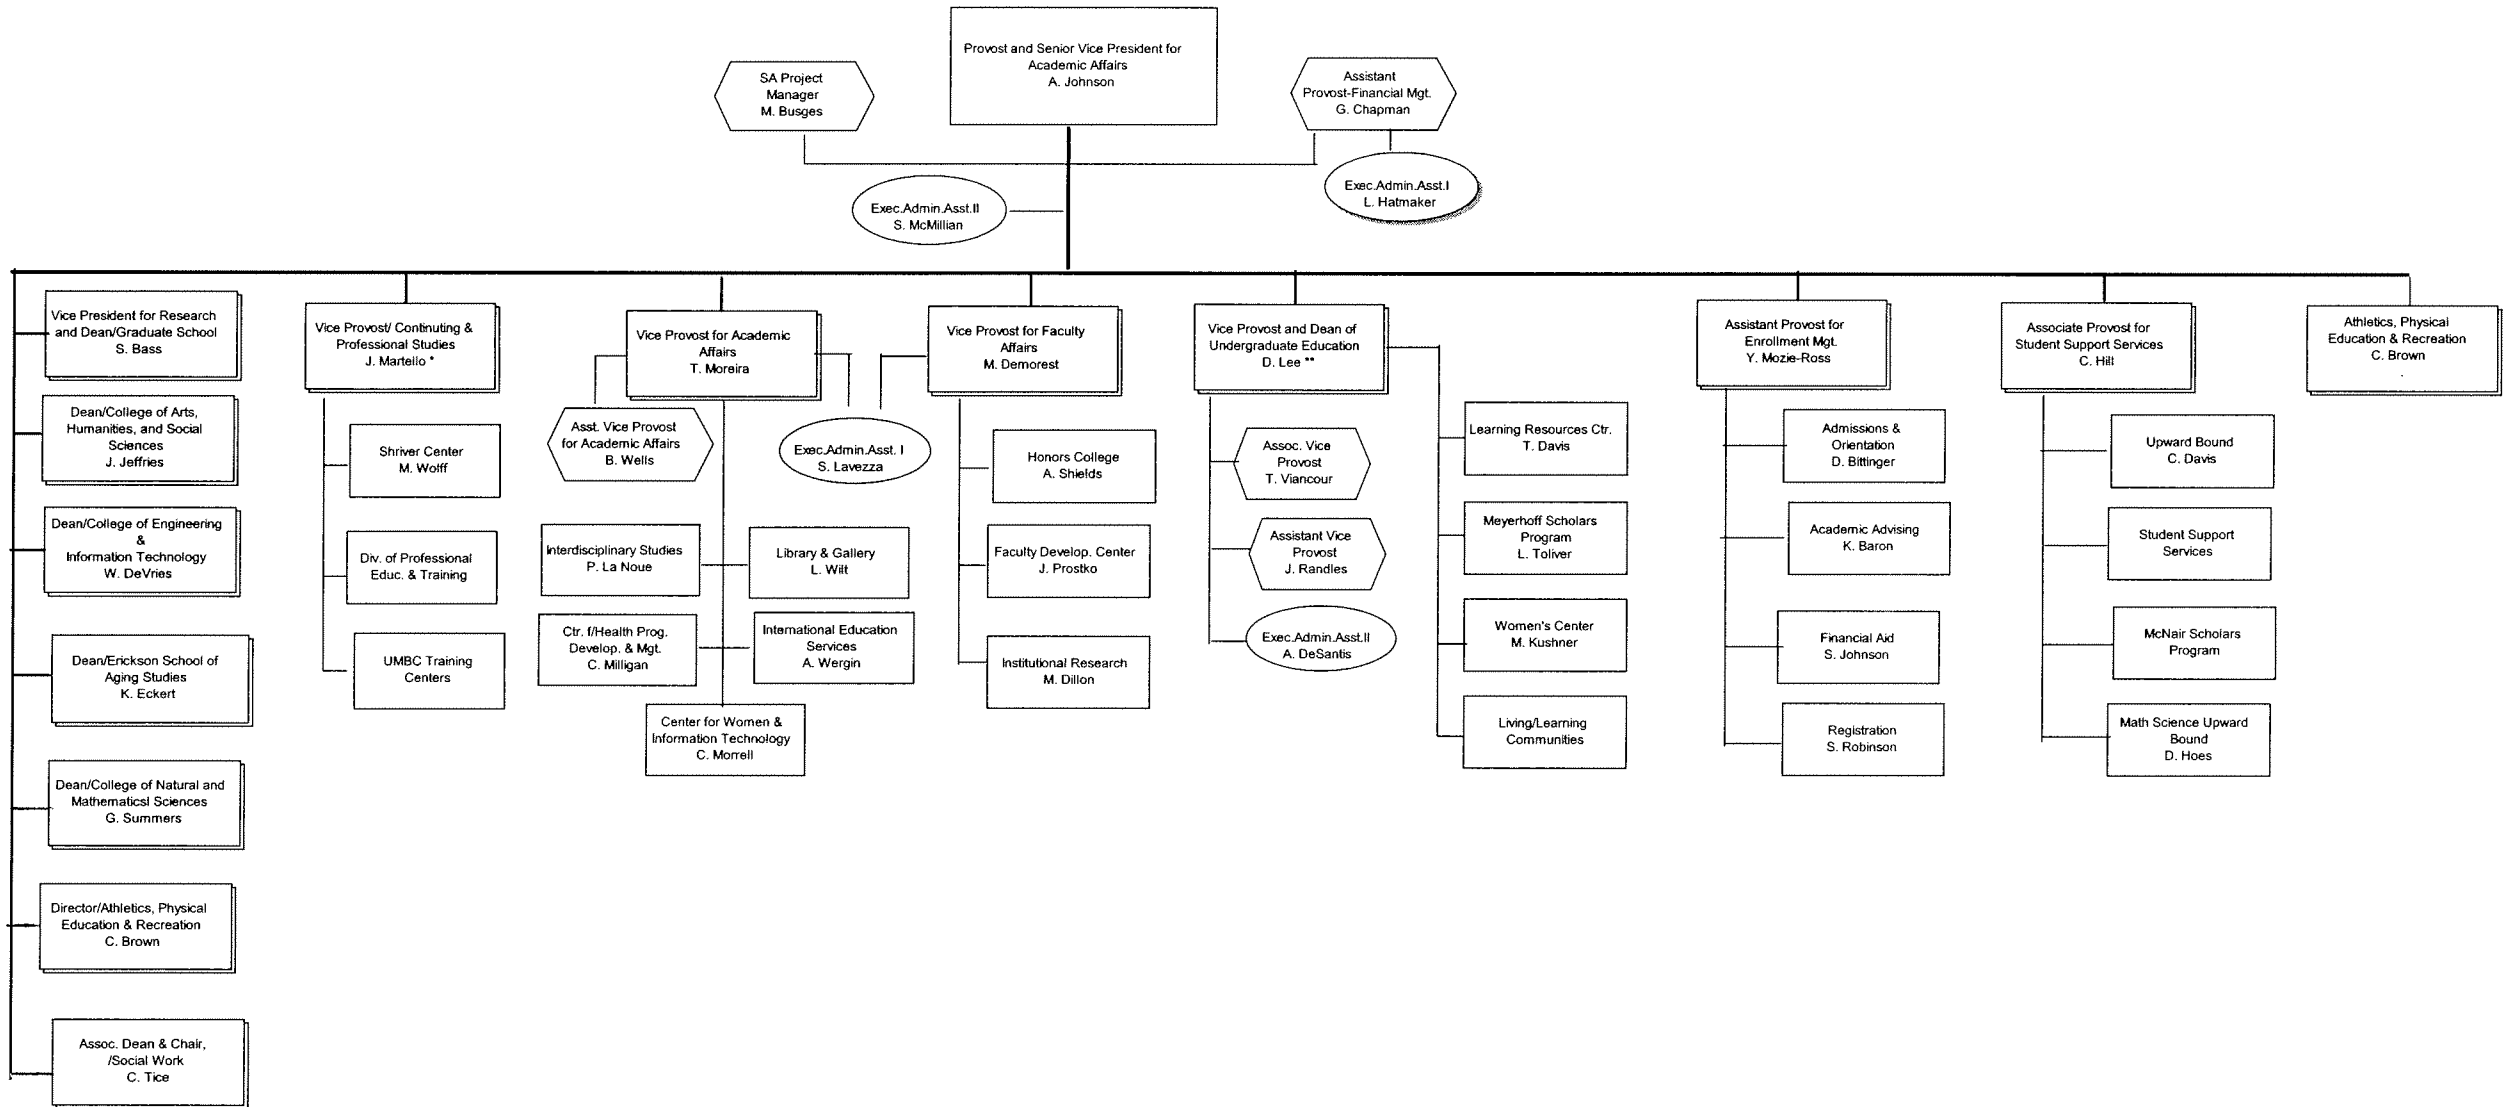 Provost and Senior Vice President for
Academic Affairs
A. Johnson
SA Project
Manager
M. Busges
Assistant
Provost-Financial Mgt.
G. Chapman
Exec.Admin.Asst.II
S. McMillian
Exec.Admin.Asst.I
L. Hatmaker
Vice President for Research
and Dean/Graduate School
S. Bass
Dean/College of Arts,
Humanities, and Social
Sciences
J. Jeffries
Dean/College of Engineering
&
Information Technology
W. DeVries
Dean/Erickson School of
Aging Studies
K. Eckert
Dean/College of Natural and
Mathematicsl Sciences
G. Summers
Director/Athletics, Physical
Education & Recreation
C. Brown
Assoc. Dean & Chair,
/Social Work
C. Tice
Vice Provost/ Continuting &
Professional Studies
J. Martello *
Shriver Center
M. Wolff
Div. of Professional
Educ. & Training
UMBC Training
Centers
Vice Provost for Academic
Affairs
T. Moreira
Asst. Vice Provost
for Academic Affairs
B. Wells
Exec.Admin.Asst. I
S. Lavezza
Interdisciplinary Studies
P. La Noue
Library & Gallery
L. Wilt
Ctr. f/Health Prog.
Develop. & Mgt.
C. Milligan
International Education
Services
A. Wergin
Center for Women &
Information Technology
C. Morrell
Vice Provost for Faculty
Affairs
M. Demorest
Honors College
A. Shields
Faculty Develop. Center
J. Prostko
Institutional Research
M. Dillon
Vice Provost and Dean of
Undergraduate Education
D. Lee **
Assoc. Vice
Provost
T. Viancour
Assistant Vice
Provost
J. Randles
Exec.Admin.Asst.II
A. DeSantis
Learning Resources Ctr.
T. Davis
Meyerhoff Scholars
Program
L. Toliver
Women's Center
M. Kushner
Living/Learning
Communities
Assistant Provost for
Enrollment Mgt.
Y. Mozie-Ross
Admissions &
Orientation
D. Bittinger
Academic Advising
K. Baron
Financial Aid
S. Johnson
Registration
S. Robinson
Associate Provost for
Student Support Services
C. Hill
Upward Bound
C. Davis
Student Support
Services
McNair Scholars
Program
Math Science Upward
Bound
D. Hoes
Athletics, Physical
Education & Recreation
C. Brown
.